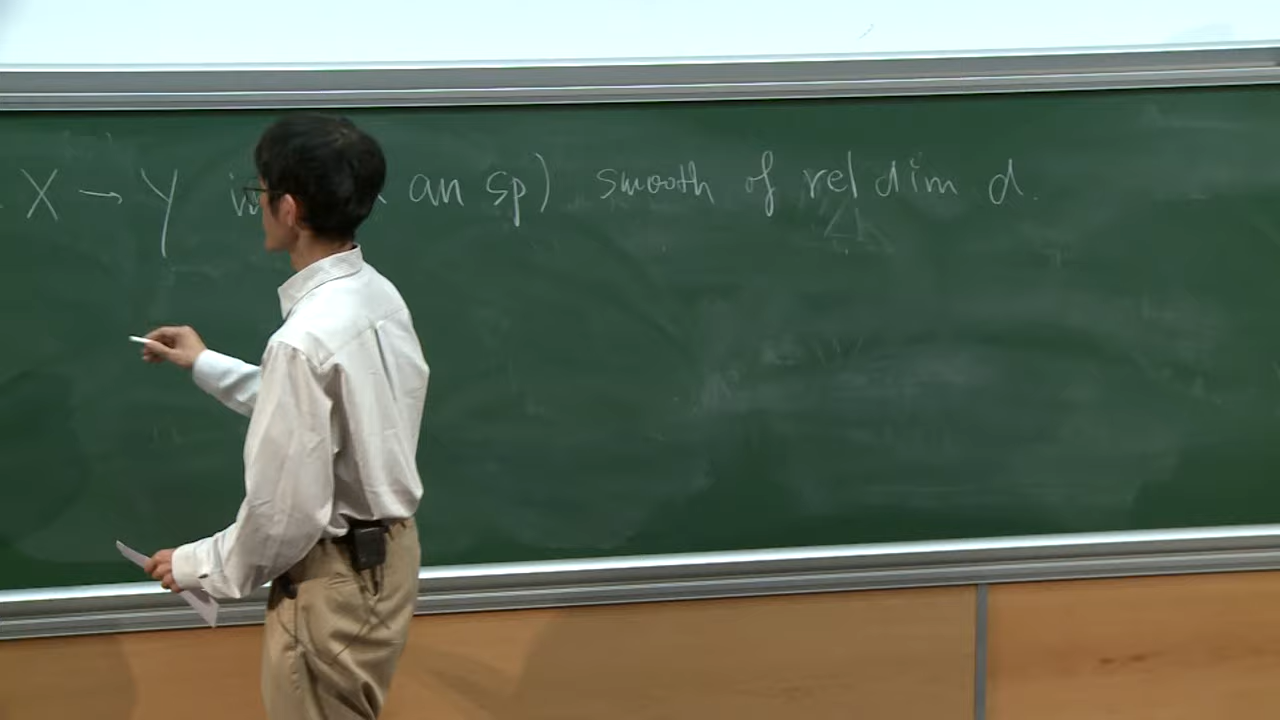 X → Y an sp) smooth of rel dim d.